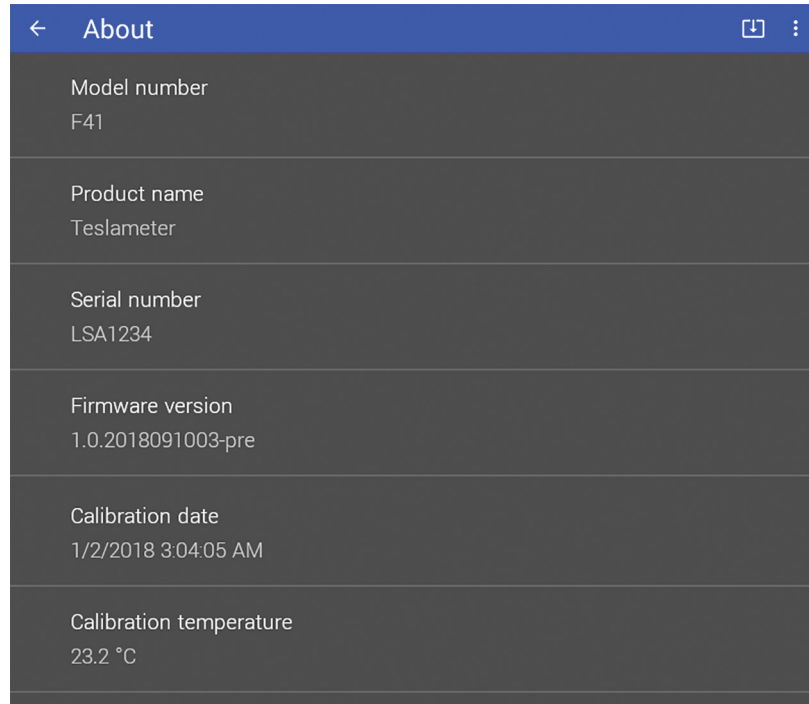 About
Model number
F41
Product name
Teslameter
Serial number
LSA1234
Firmware version
1.0.2018091003-pre
Calibration date
1/2/2018 3:04:05 AM
Calibration temperature
23.2 °C